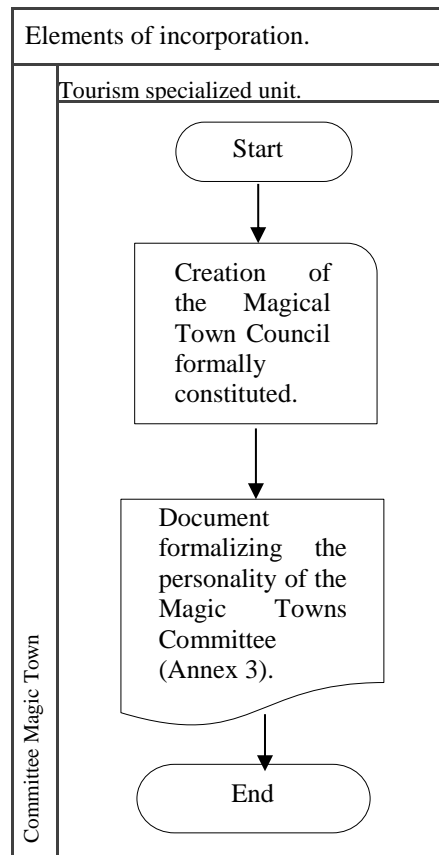 Elements of incorporation.
Tourism specialized unit.
Start
Creation of
the Magical
Town Council
formally
constituted.
Document
formalizing the
personality of the
Magic Towns
Committee
(Annex 3).
End
Committee Magic Town